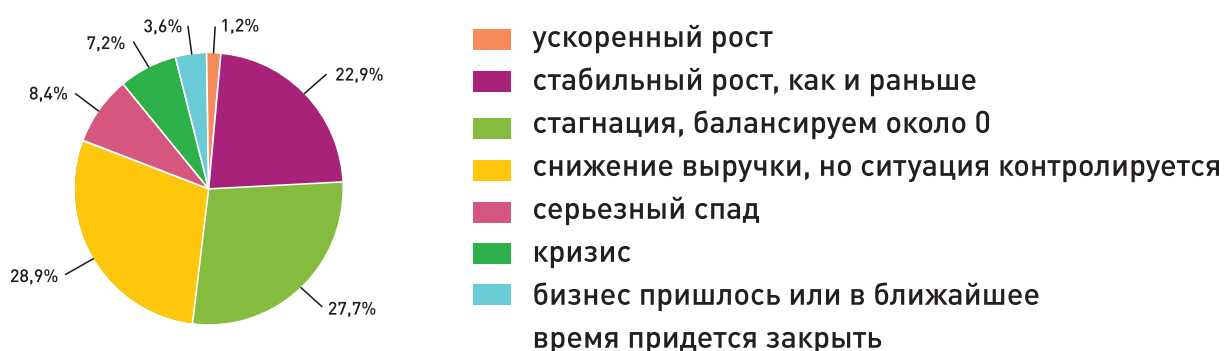 3,6%
1,2%
7,2%
22,9%
8,4%
28,9%
27,7%
ускоренный рост
стабильный рост, как и раньше
стагнация, балансируем около 0
снижение выручки, но ситуация контролируется
серьезный спад
кризис
бизнес пришлось или в ближайшее
время придется закрыть